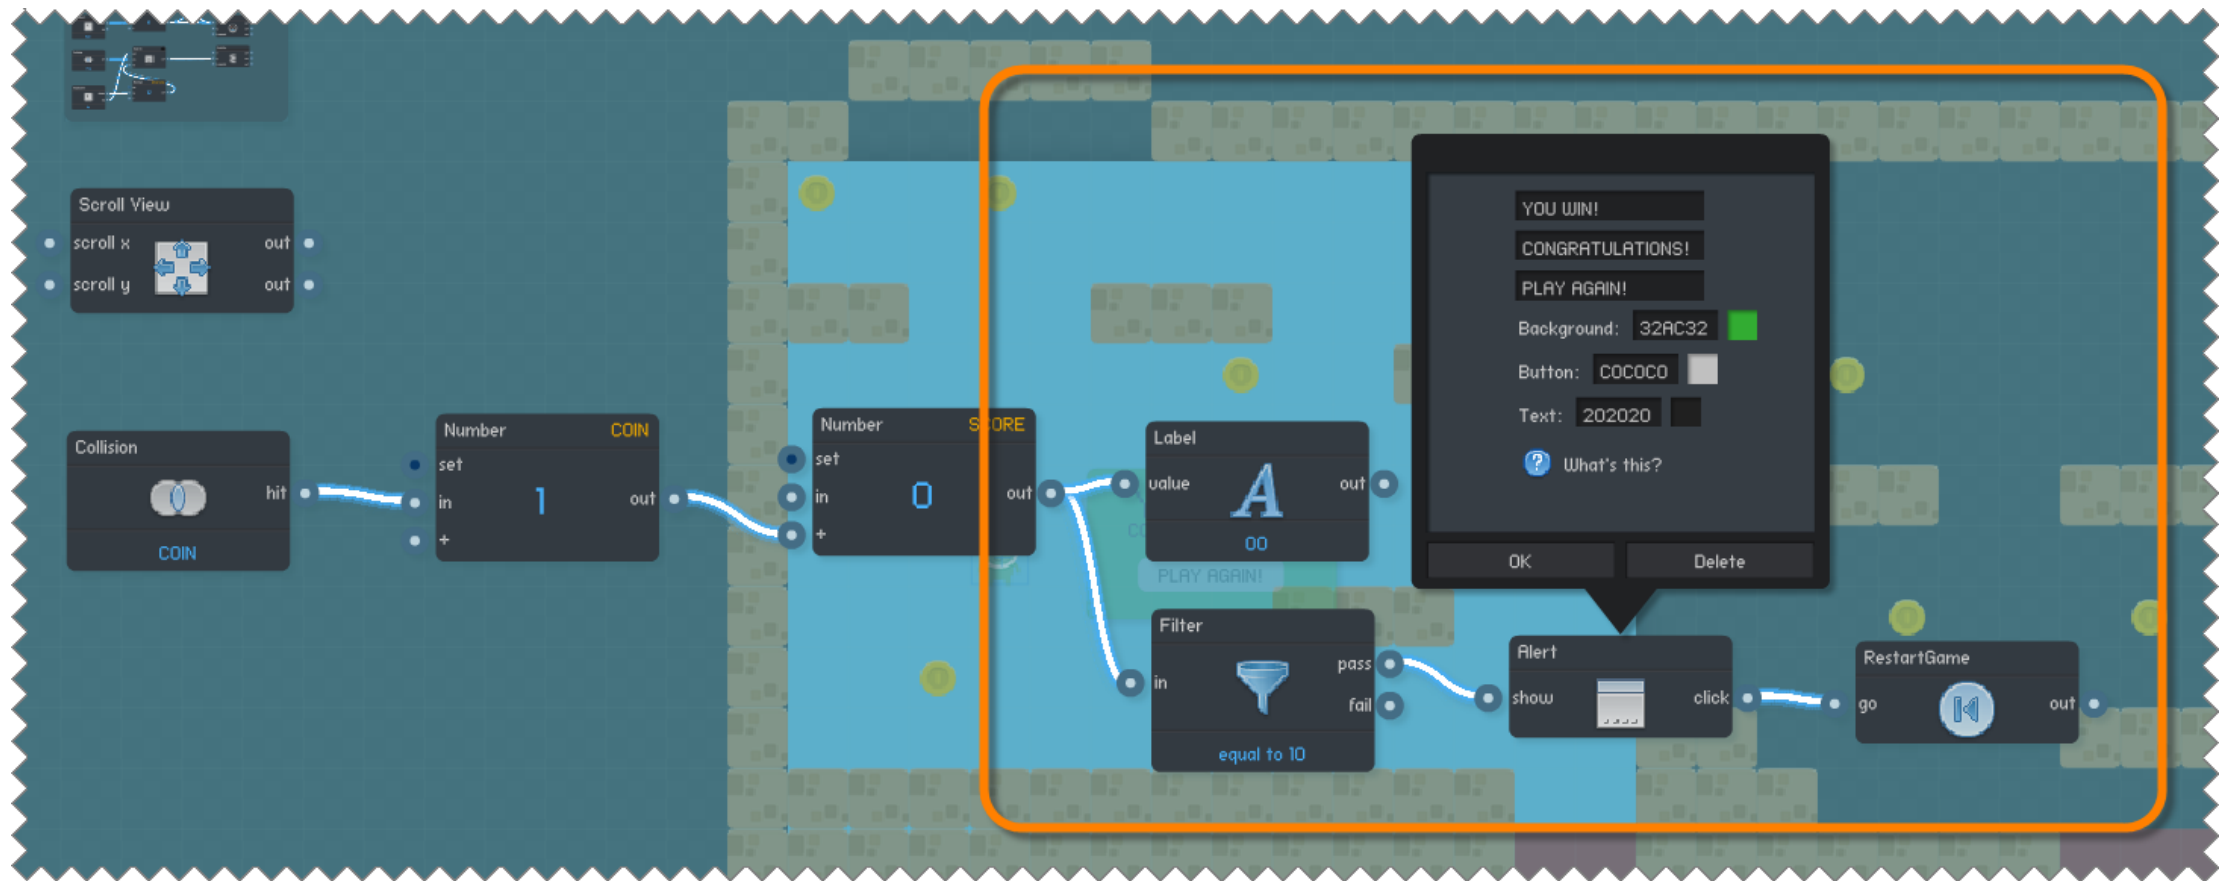 Scroll View
scroll x
out
scroll y
out
Collision
hit
COIN
Number
COIN
set
in
1
out
+
Number
SCORE
set
in
0
out
+
Label
value
A
out
00
PLAY AGAIN!
Filter
pass
in
fail
equal to 10
YOU WIN!
CONGRATULATIONS!
PLAY AGAIN!
Background: 32AC32
Button: C0C0C0
Text: 202020
? What's this?
OK
Delete
Alert
show
click
RestartGame
go
out